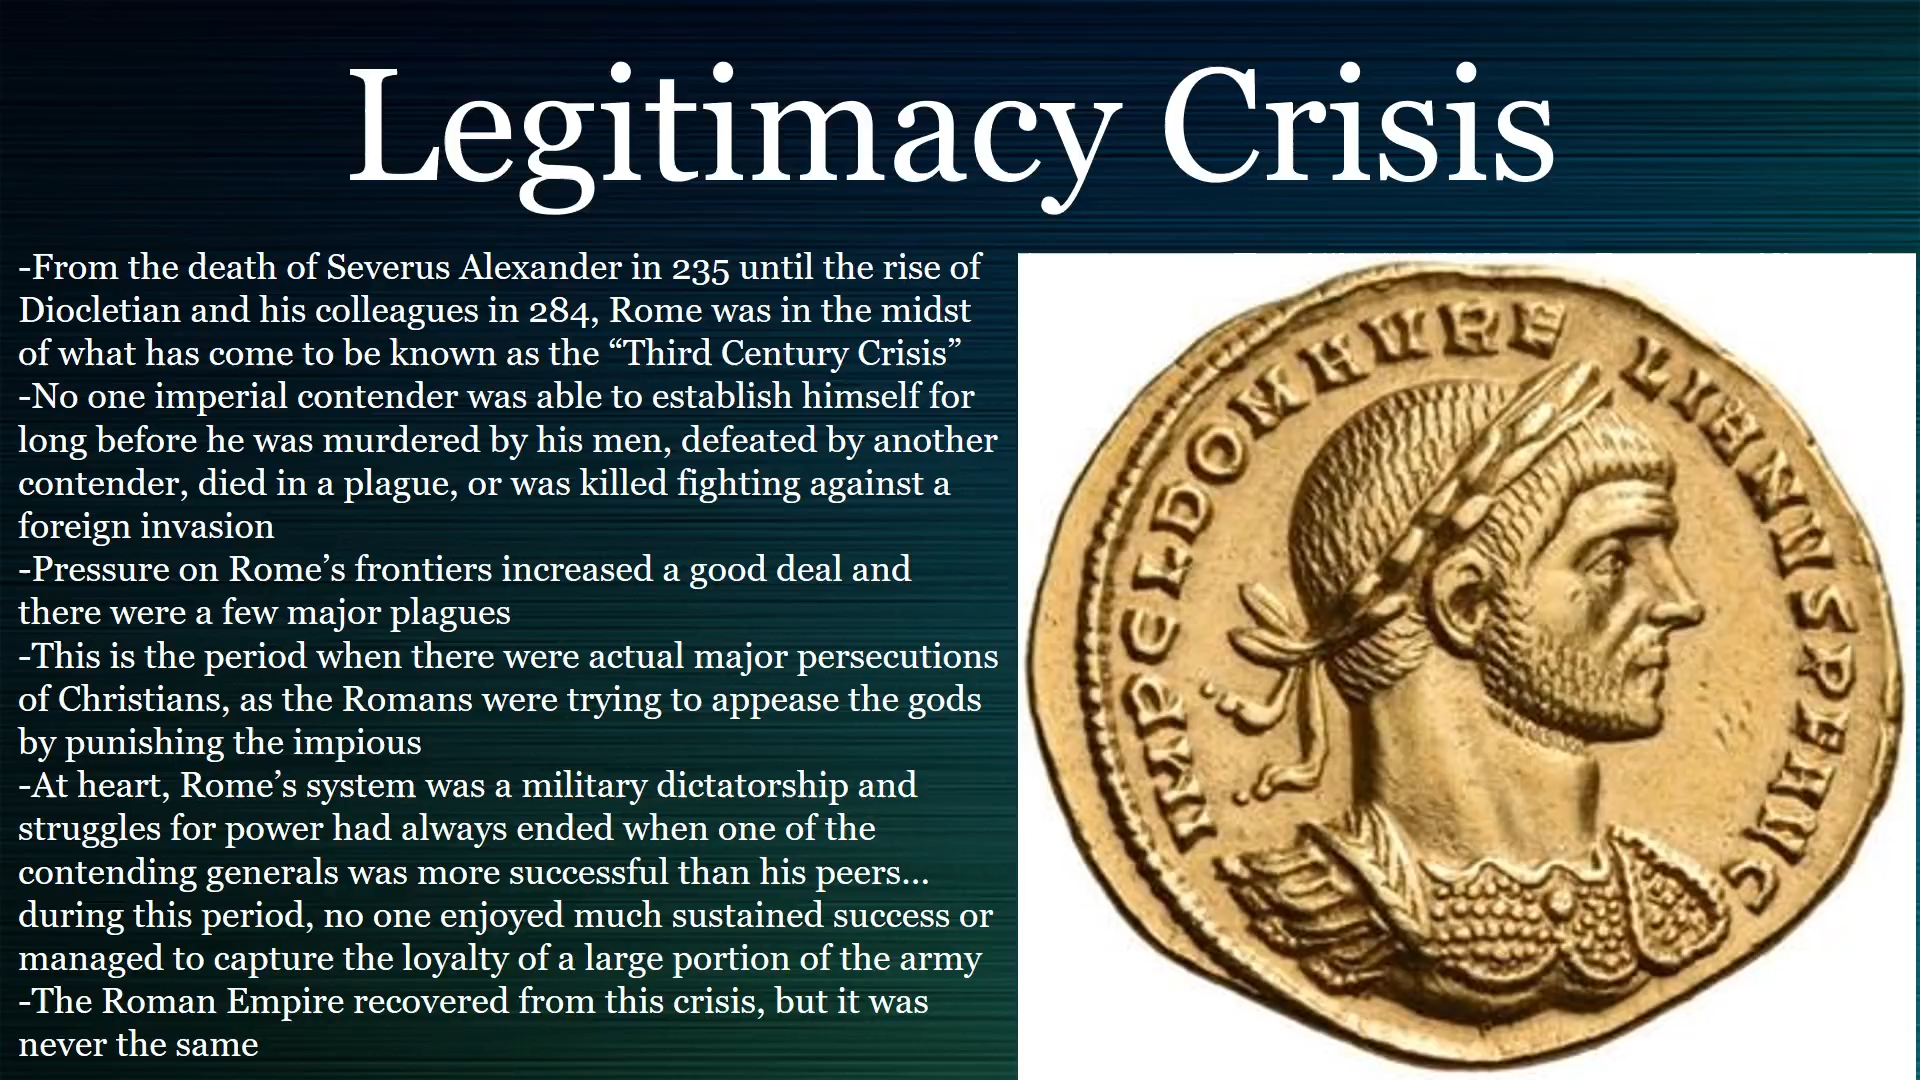 Legitimacy Crisis
-From the death of Severus Alexander in 235 until the rise of
Diocletian and his colleagues in 284, Rome was in the midst
of what has come to be known as the “Third Century Crisis”
-No one imperial contender was able to establish himself for
long before he was murdered by his men, defeated by another
contender, died in a plague, or was killed fighting against a
foreign invasion
-Pressure on Rome’s frontiers increased a good deal and
there were a few major plagues
-This is the period when there were actual major persecutions
of Christians, as the Romans were trying to appease the gods
by punishing the impious
-At heart, Rome’s system was a military dictatorship and
struggles for power had always ended when one of the
contending generals was more successful than his peers…
during this period, no one enjoyed much sustained success or
managed to capture the loyalty of a large portion of the army
-The Roman Empire recovered from this crisis, but it was
never the same
IMP C L DOM AVRELIANVS P F AVG